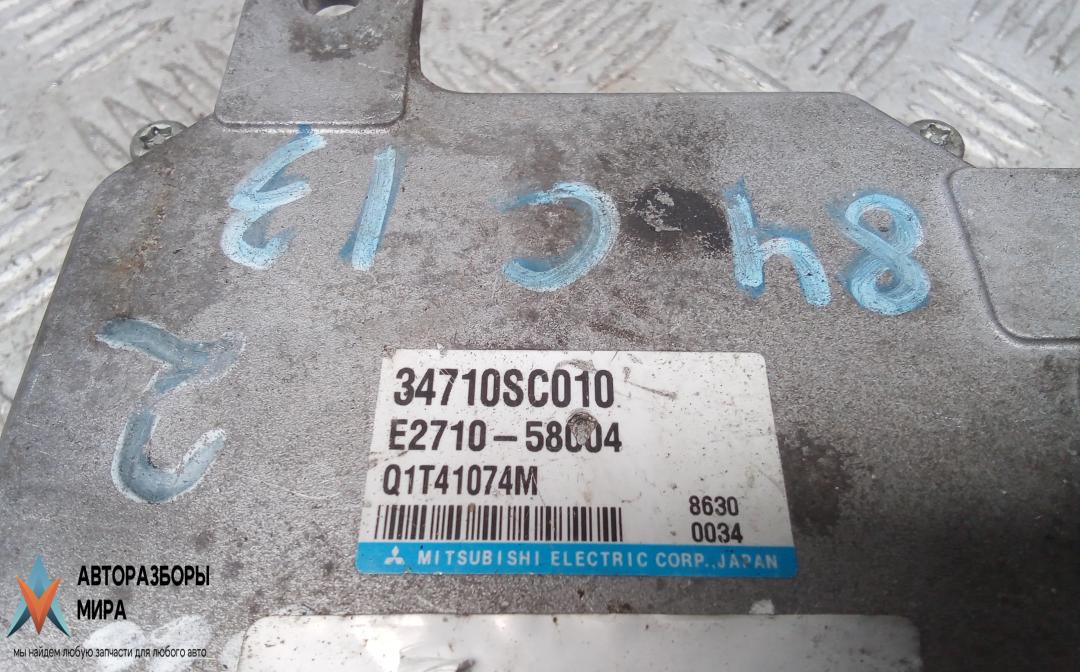 84C13
2
34710SC010
E2710-58004
Q1T41074M
8630
0034
MITSUBISHI ELECTRIC CORP., JAPAN
АВТОРАЗБОРЫ
МИРА
мы найдем любую запчасти для любого авто